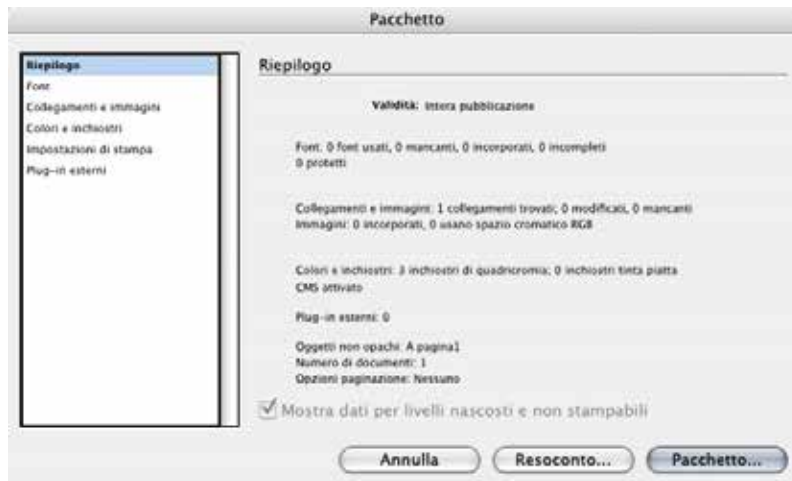 Pacchetto
Riepilogo
Font
Collegamenti e immagini
Colori e inchiostri
Impostazioni di stampa
Plug-in esterni
Riepilogo
Validità: Intera pubblicazione
Font: 0 font usati, 0 mancanti, 0 incorporati, 0 incompleti
0 protetti
Collegamenti e immagini: 1 collegamenti trovati; 0 modificati, 0 mancanti
Immagini: 0 incorporati, 0 usano spazio cromatico RGB
Colori e inchiostri: 3 inchiostri di quadricromia; 0 inchiostri tinta piatta
CMS attivato
Plug-in esterni: 0
Oggetti non opachi: A pagina1
Numero di documenti: 1
Opzioni paginazione: Nessuno
Mostra dati per livelli nascosti e non stampabili
Annulla
Resoconto...
Pacchetto...